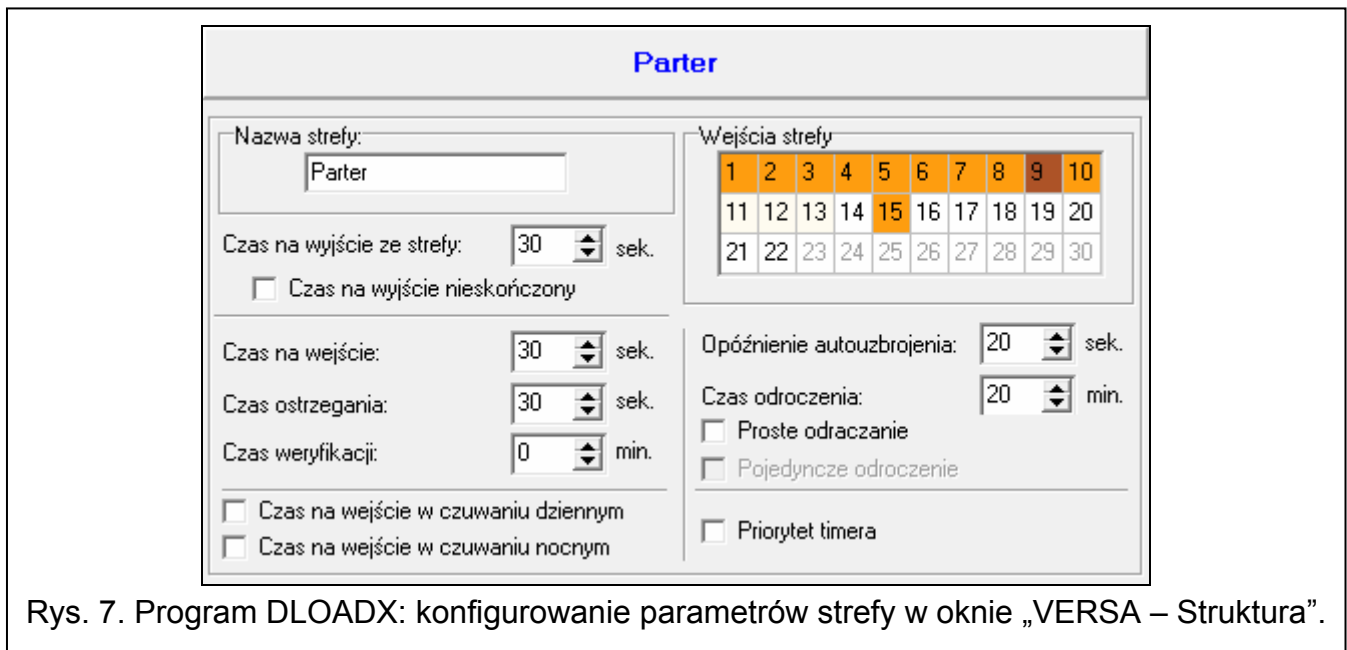 Parter
Nazwa strefy:
Parter
Czas na wyjście ze strefy: 30 sek.
Czas na wyjście nieskończony
Wejścia strefy
1 2 3 4 5 6 7 8 9 10
11 12 13 14 15 16 17 18 19 20
21 22 23 24 25 26 27 28 29 30
Czas na wejście: 30 sek.
Czas ostrzegania: 30 sek.
Czas weryfikacji: 0 min.
Opóźnienie autouzbrojenia: 20 sek.
Czas odroczenia: 20 min.
Proste odraczanie
Pojedyncze odroczenie
Czas na wejście w czuwaniu dziennym
Czas na wejście w czuwaniu nocnym
Priorytet timera
Rys. 7. Program DLOADX: konfigurowanie parametrów strefy w oknie „VERSA – Struktura”.